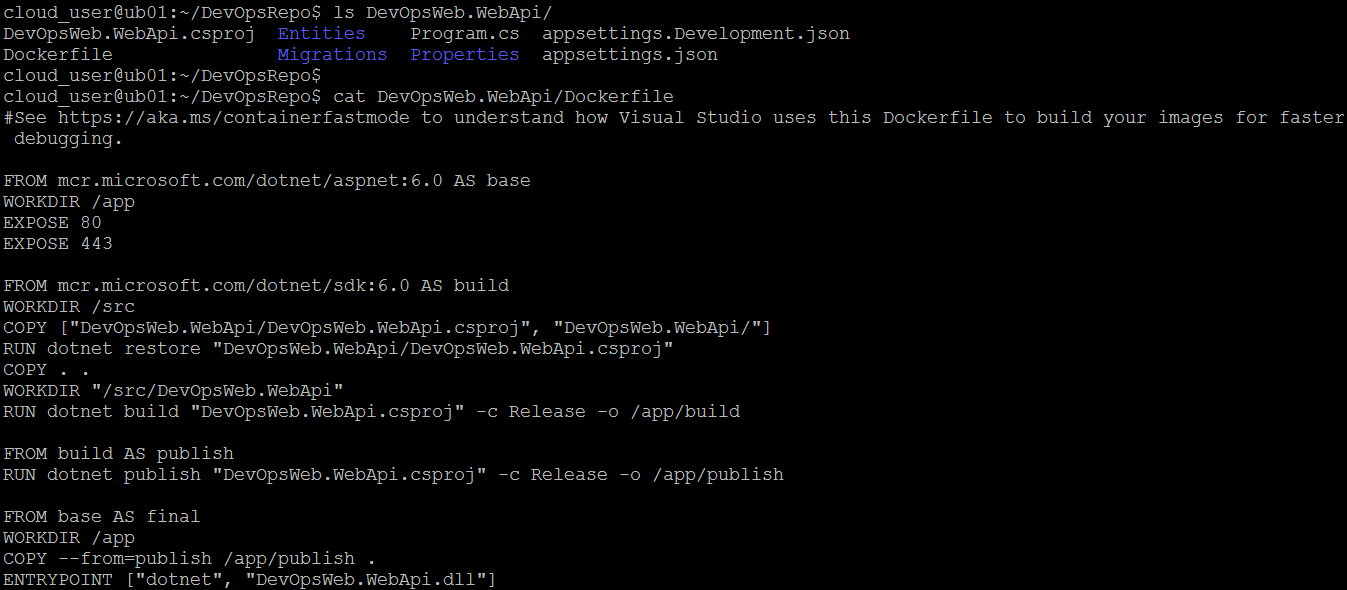 cloud_user@ub01:~/DevOpsRepo$ ls DevOpsWeb.WebApi/
DevOpsWeb.WebApi.csproj  Entities    Program.cs  appsettings.Development.json
Dockerfile               Migrations  Properties  appsettings.json
cloud_user@ub01:~/DevOpsRepo$
cloud_user@ub01:~/DevOpsRepo$ cat DevOpsWeb.WebApi/Dockerfile
#See https://aka.ms/containerfastmode to understand how Visual Studio uses this Dockerfile to build your images for faster
 debugging.

FROM mcr.microsoft.com/dotnet/aspnet:6.0 AS base
WORKDIR /app
EXPOSE 80
EXPOSE 443

FROM mcr.microsoft.com/dotnet/sdk:6.0 AS build
WORKDIR /src
COPY ["DevOpsWeb.WebApi/DevOpsWeb.WebApi.csproj", "DevOpsWeb.WebApi/"]
RUN dotnet restore "DevOpsWeb.WebApi/DevOpsWeb.WebApi.csproj"
COPY . .
WORKDIR "/src/DevOpsWeb.WebApi"
RUN dotnet build "DevOpsWeb.WebApi.csproj" -c Release -o /app/build

FROM build AS publish
RUN dotnet publish "DevOpsWeb.WebApi.csproj" -c Release -o /app/publish

FROM base AS final
WORKDIR /app
COPY --from=publish /app/publish .
ENTRYPOINT ["dotnet", "DevOpsWeb.WebApi.dll"]